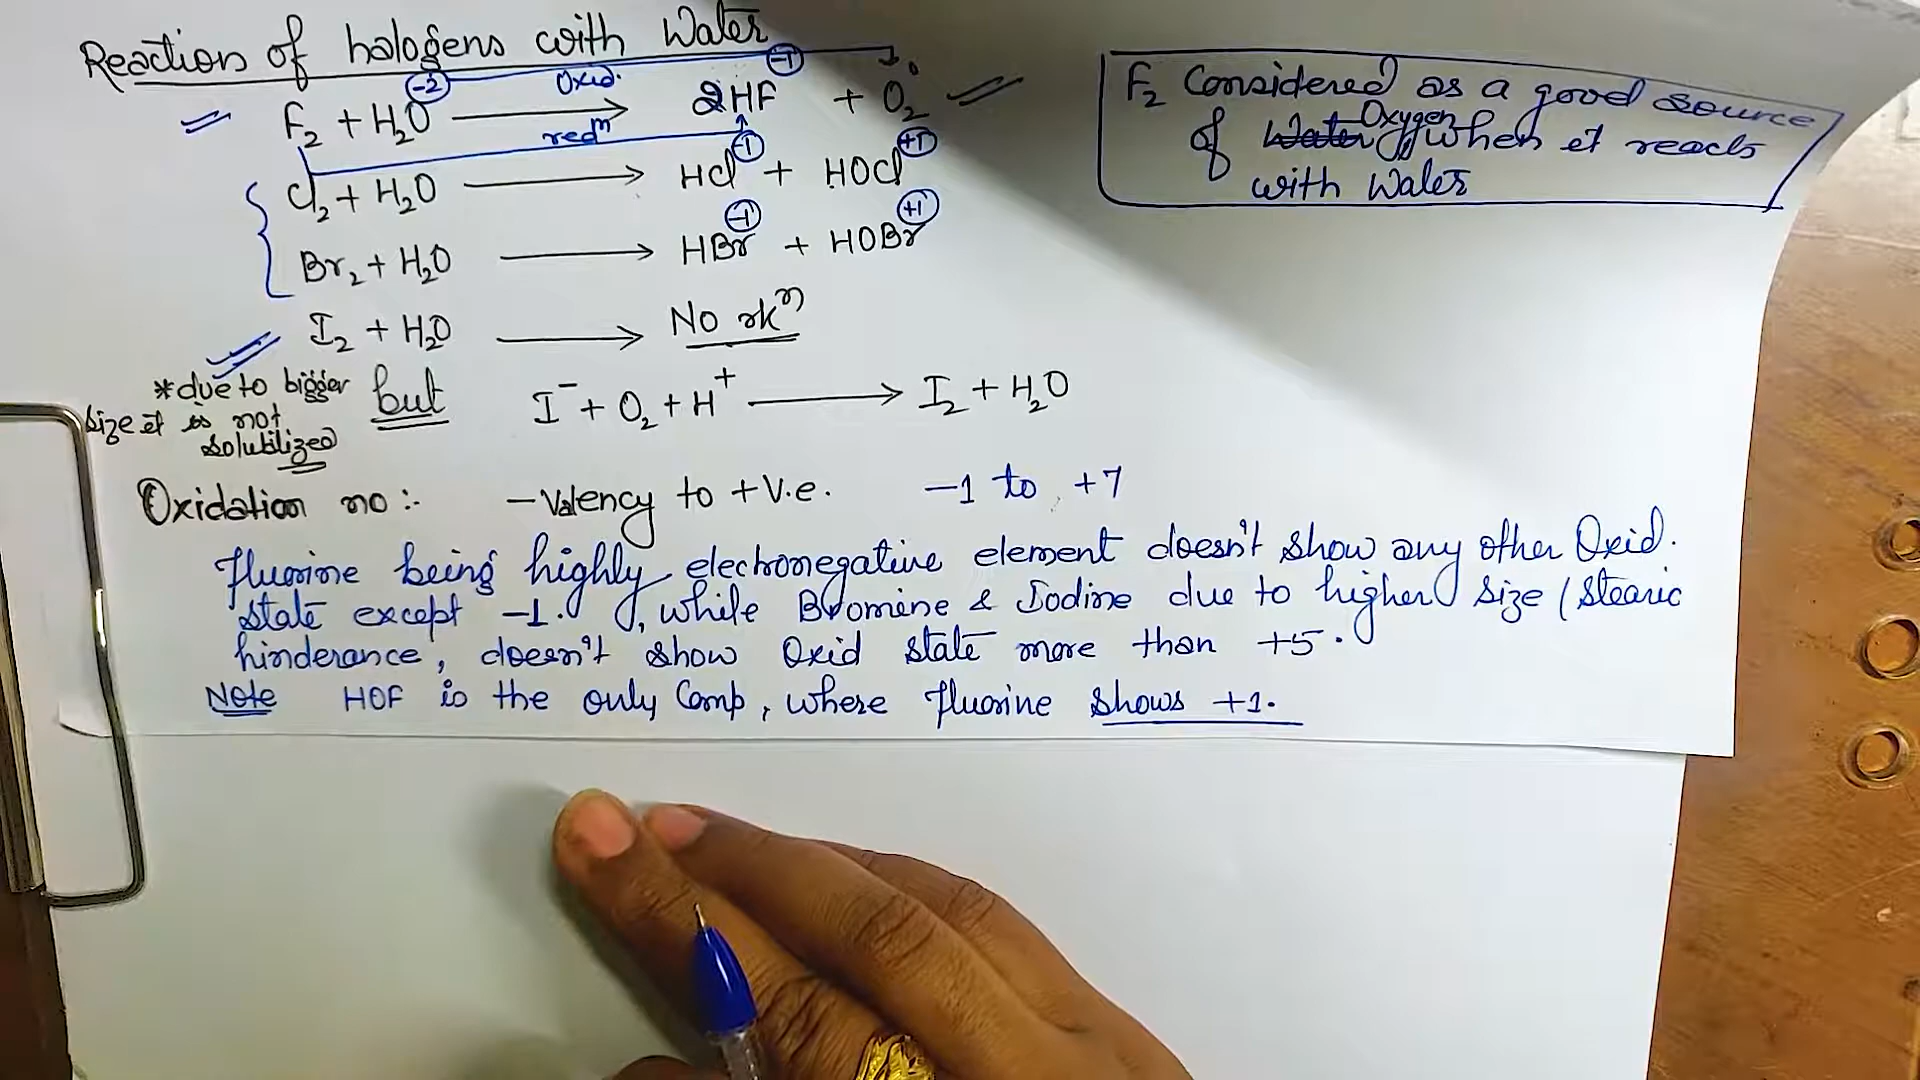 Reaction of halogens with Water
F₂ + H₂O -2 Oxid. redⁿ → 2HF -1 + O₂ 0
Cl₂ + H₂O → HCl -1 + HOCl +1
Br₂ + H₂O → HBr -1 + HOBr +1
I₂ + H₂O → No rkⁿ
*due to bigger
size it is not
solubilized
but I⁻ + O₂ + H⁺ → I₂ + H₂O
F₂ Considered as a good source
of Water Oxygen when it reacts
with Water
Oxidation no :- - Valency to + V.e. -1 to +7
Fluorine being highly electronegative element doesn't show any other Oxid.
state except -1. , while Bromine & Iodine due to higher size (stearic
hinderance, doesn't show Oxid state more than +5.
Note HOF is the only Comp, where fluorine shows +1.